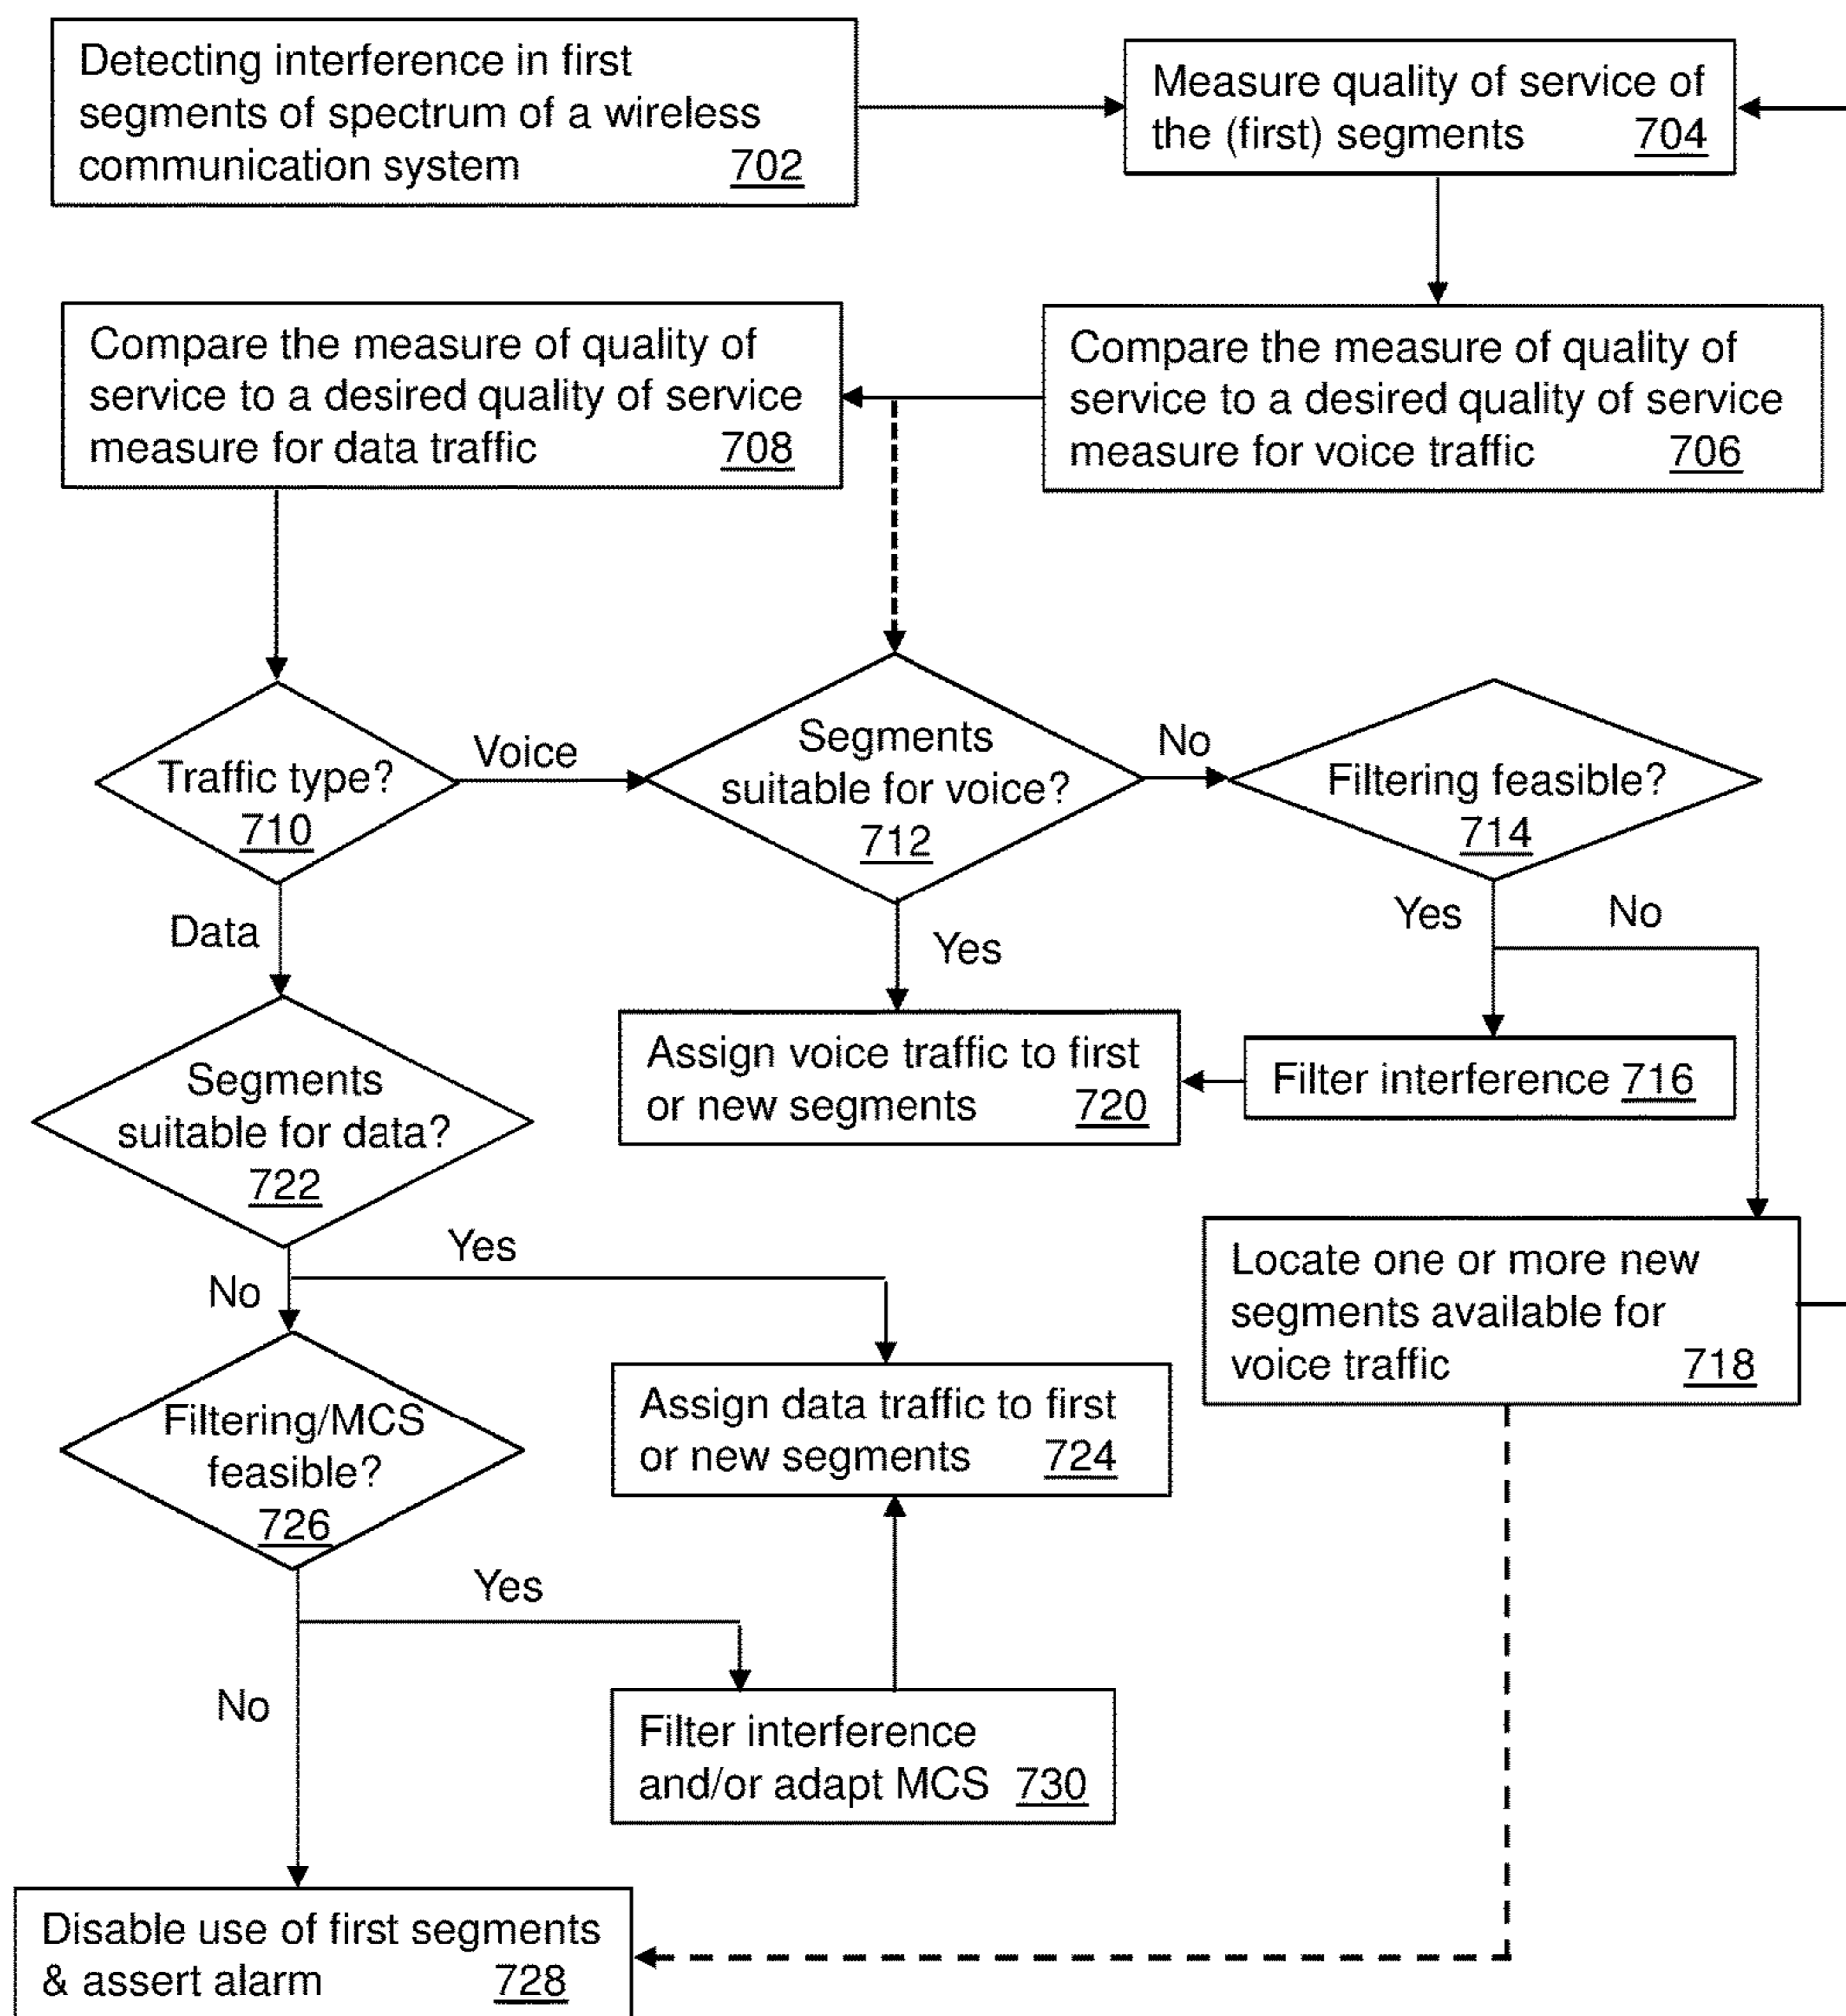 Detecting interference in first
segments of spectrum of a wireless
communication system 702
Measure quality of service of
the (first) segments 704
Compare the measure of quality of
service to a desired quality of service
measure for data traffic 708
Compare the measure of quality of
service to a desired quality of service
measure for voice traffic 706
Traffic type?
710
Voice
Segments
suitable for voice?
712
No
Filtering feasible?
714
Data
Yes
Yes
No
Segments
suitable for data?
722
Assign voice traffic to first
or new segments 720
Filter interference 716
Yes
No
Locate one or more new
segments available for
voice traffic 718
Filtering/MCS
feasible?
726
Assign data traffic to first
or new segments 724
Yes
No
Filter interference
and/or adapt MCS 730
Disable use of first segments
& assert alarm 728